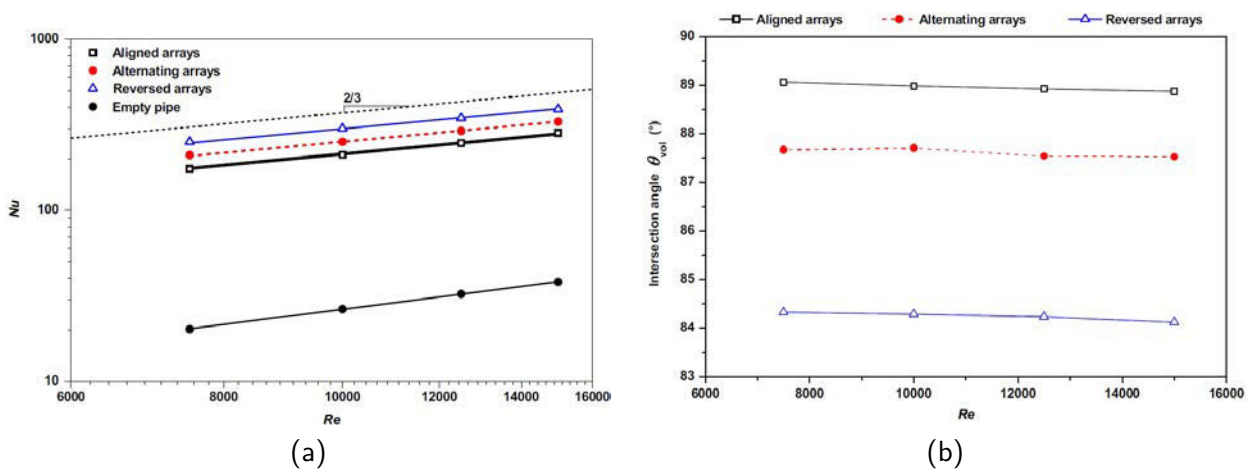 1000
Aligned arrays
Alternating arrays
Reversed arrays
Empty pipe
2/3
Nu
100
10
6000 8000 10000 12000 14000 16000
Re
(a)
Aligned arrays Alternating arrays Reversed arrays
90
89
88
87
86
85
84
83
Intersection angle θvol (°)
6000 8000 10000 12000 14000 16000
Re
(b)